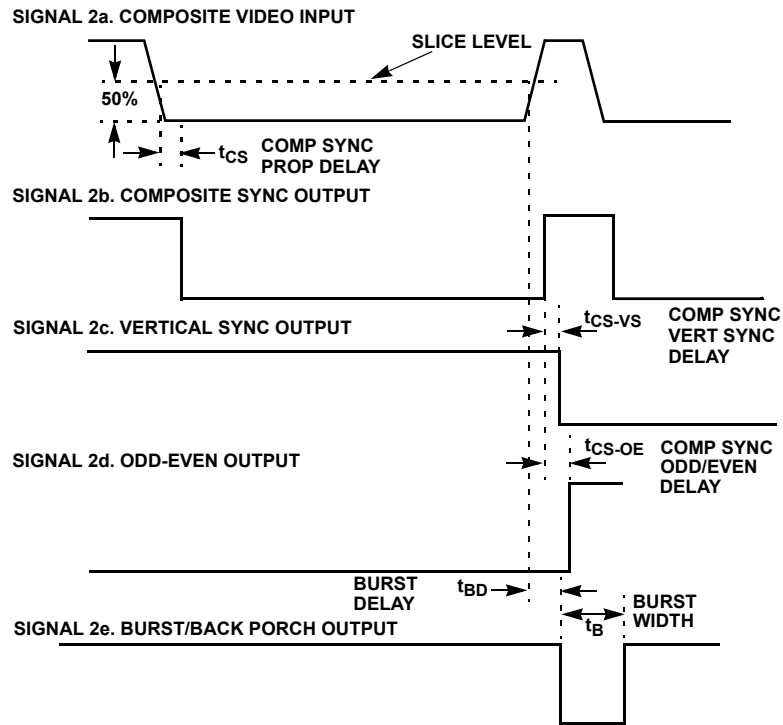 SIGNAL 2a. COMPOSITE VIDEO INPUT
SLICE LEVEL
50%
tCS
COMP SYNC
PROP DELAY
SIGNAL 2b. COMPOSITE SYNC OUTPUT
SIGNAL 2c. VERTICAL SYNC OUTPUT
tCS-VS
COMP SYNC
VERT SYNC
DELAY
SIGNAL 2d. ODD-EVEN OUTPUT
tCS-OE
COMP SYNC
ODD/EVEN
DELAY
BURST
DELAY
tBD
BURST
WIDTH
tB
SIGNAL 2e. BURST/BACK PORCH OUTPUT